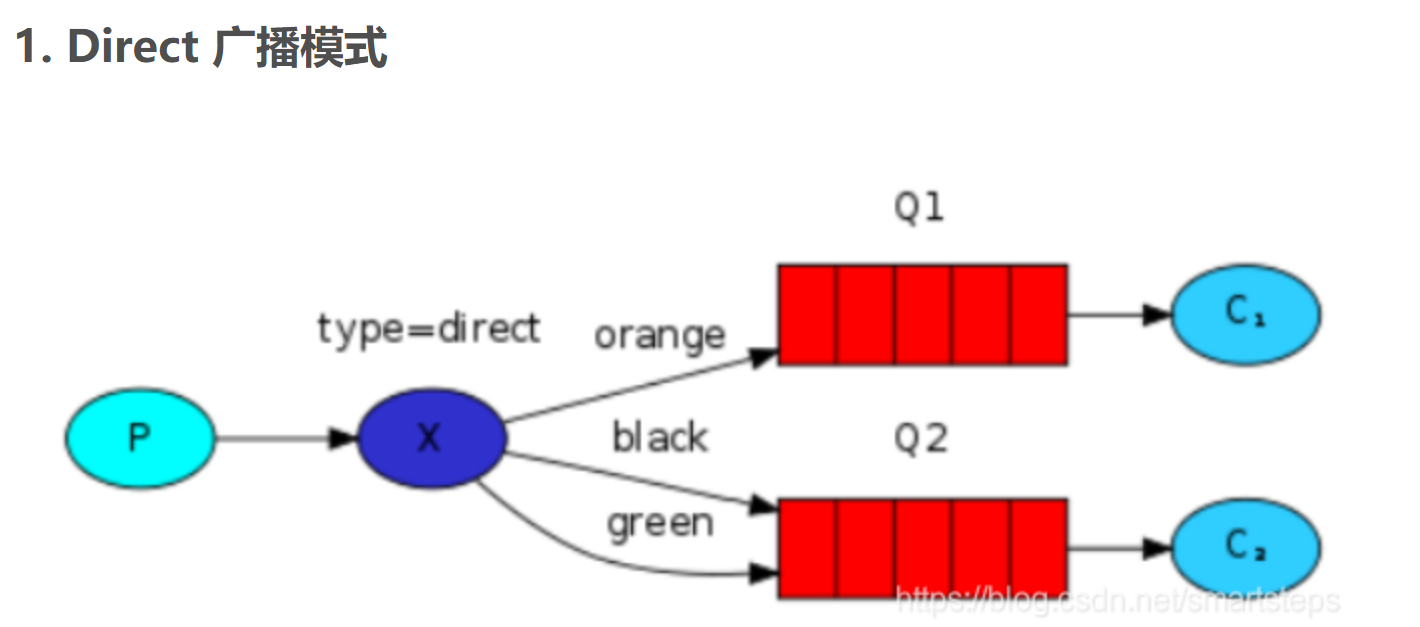 1. Direct 广播模式
Q1
C₁
type=direct
orange
P
X
black
Q2
green
C₂
https://blog.csdn.net/smartsteps